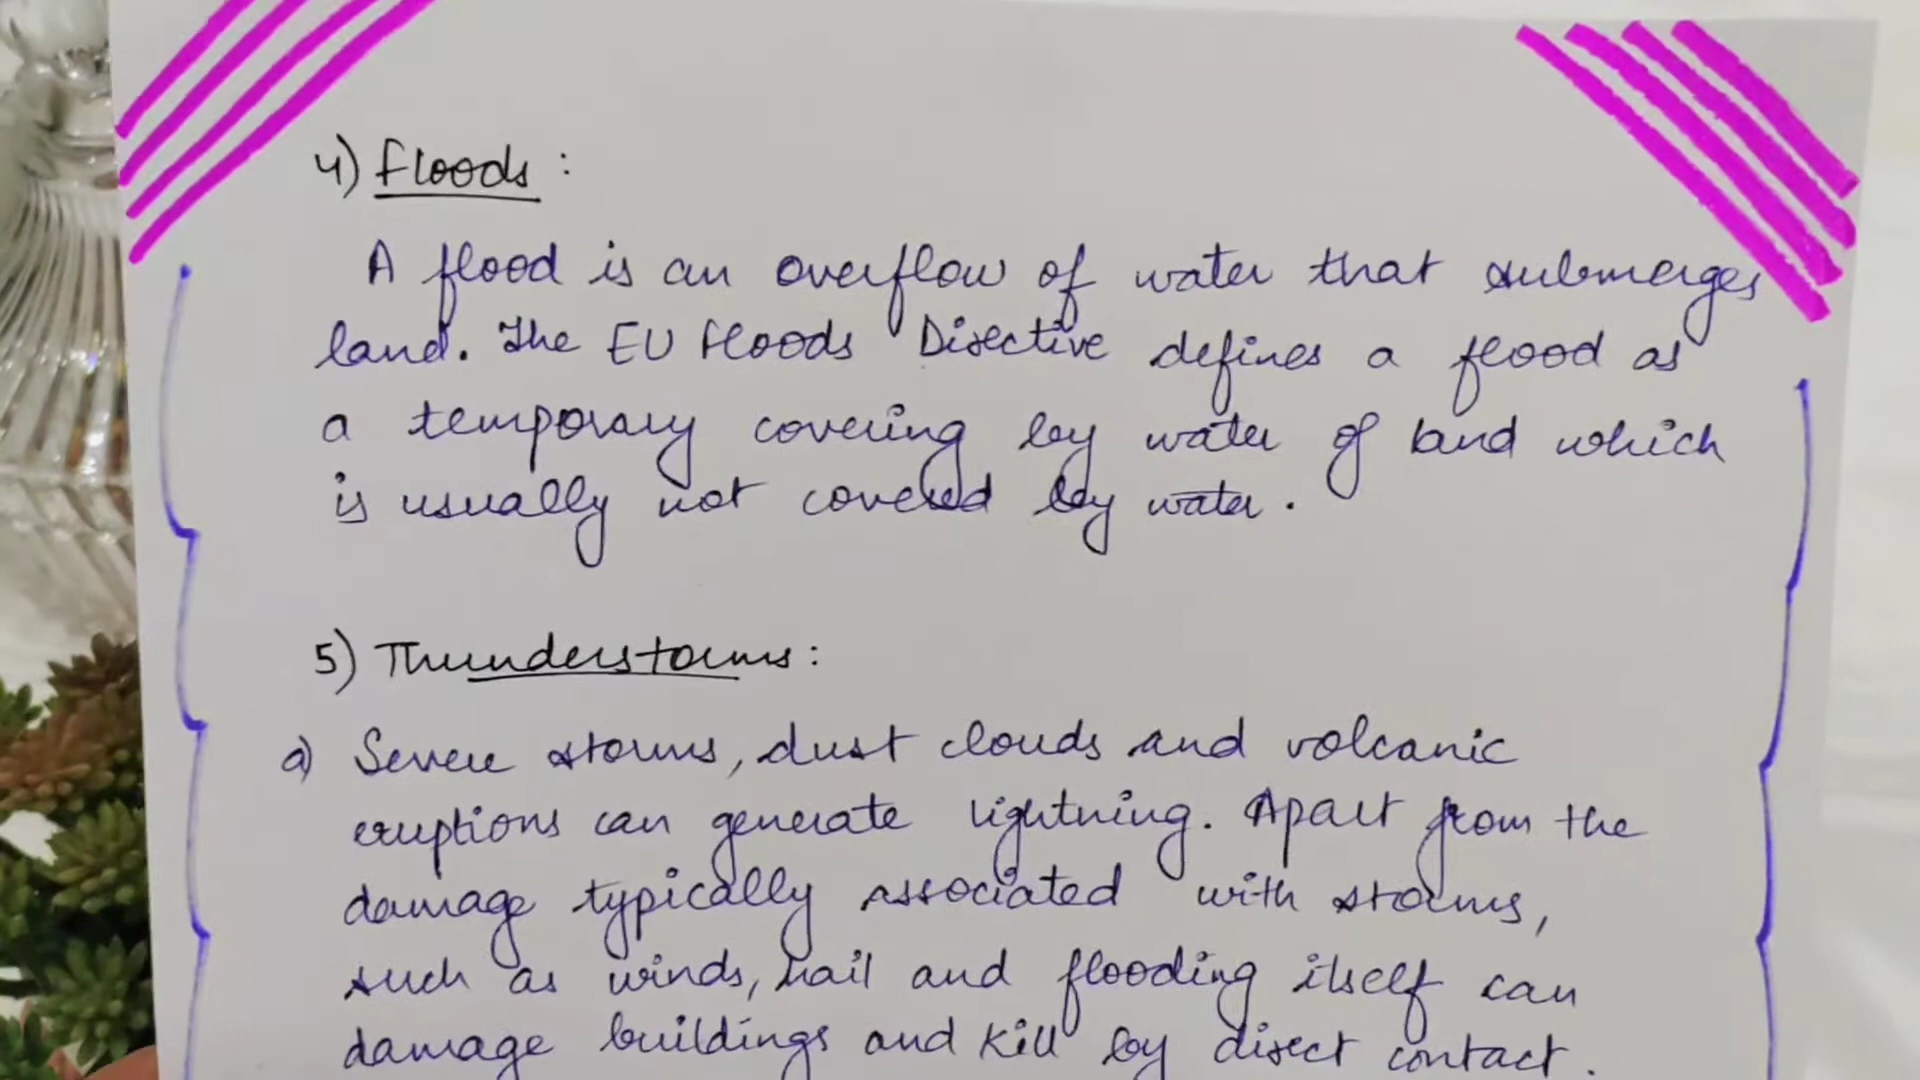 4) Floods :
A flood is an overflow of water that submerges
land. The EU Floods Directive defines a flood as
a temporary covering by water of land which
is usually not covered by water.
5) Thunderstorms :
a) Severe storms, dust clouds and volcanic
eruptions can generate lightning. Apart from the
damage typically associated with storms,
such as winds, hail and flooding itself can
damage buildings and kill by direct contact.